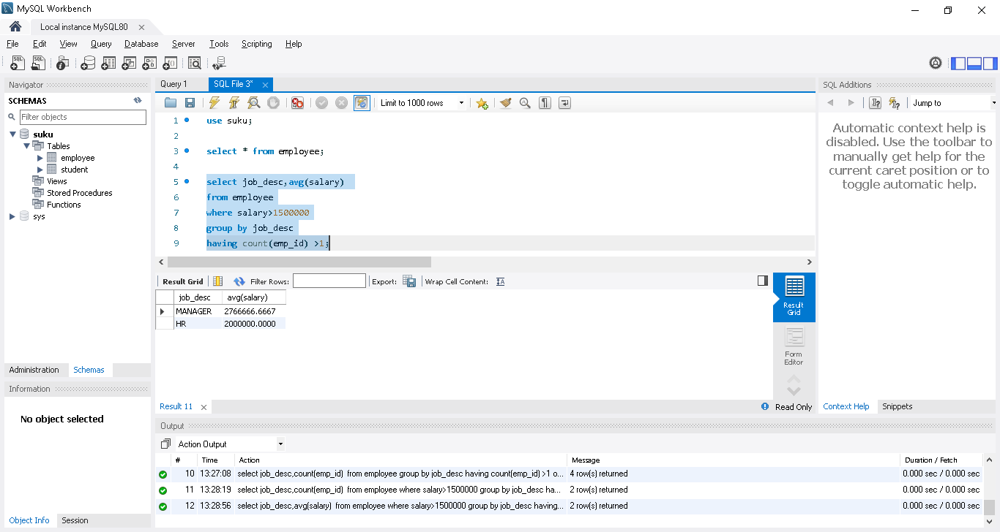 MySQL Workbench
Local instance MySQL80
File Edit View Query Database Server Tools Scripting Help
Navigator
SCHEMAS
Filter objects
suku
Tables
employee
student
Views
Stored Procedures
Functions
sys
Administration Schemas
Information
No object selected
Object Info Session
Query 1 SQL File 3*
Limit to 1000 rows
1 use suku;
2
3 select * from employee;
4
5 select job_desc,avg(salary)
6 from employee
7 where salary>1500000
8 group by job_desc
9 having count(emp_id) >1;
Result Grid Filter Rows: Export: Wrap Cell Content:
job_desc avg(salary)
MANAGER 2766666.6667
HR 2000000.0000
Result
Grid
Form
Editor
Result 11 Read Only
Output
Action Output
# Time Action Message Duration / Fetch
10 13:27:08 select job_desc,count(emp_id) from employee group by job_desc having count(emp_id) >1 o... 4 row(s) returned 0.000 sec / 0.000 sec
11 13:28:19 select job_desc,count(emp_id) from employee where salary>1500000 group by job_desc ha... 2 row(s) returned 0.000 sec / 0.000 sec
12 13:28:56 select job_desc,avg(salary) from employee where salary>1500000 group by job_desc having... 2 row(s) returned 0.000 sec / 0.000 sec
SQL Additions
Jump to
Automatic context help is
disabled. Use the toolbar to
manually get help for the
current caret position or to
toggle automatic help.
Context Help Snippets